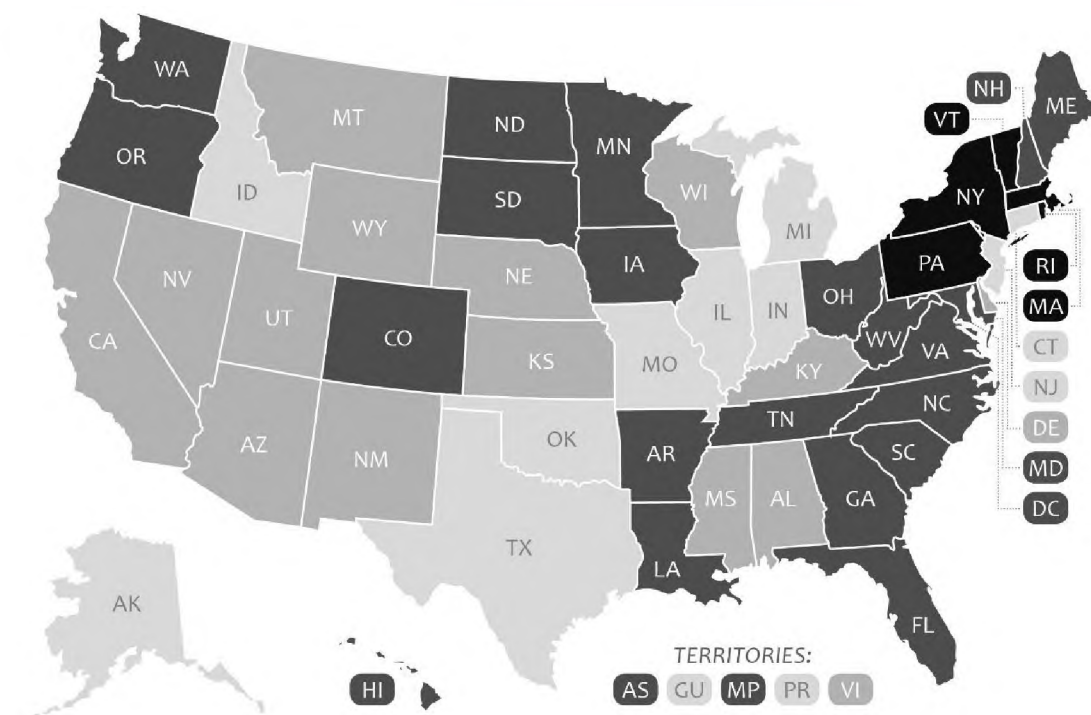 WA
MT
ND
MN
OR
ID
SD
WI
WY
MI
NH
ME
VT
NY
NV
NE
IA
PA
RI
UT
CO
IL
IN
OH
MA
CA
KS
MO
KY
WV
VA
CT
NJ
AZ
NM
OK
AR
TN
NC
DE
SC
MD
TX
MS
AL
GA
DC
LA
AK
FL
HI
TERRITORIES:
AS GU MP PR VI